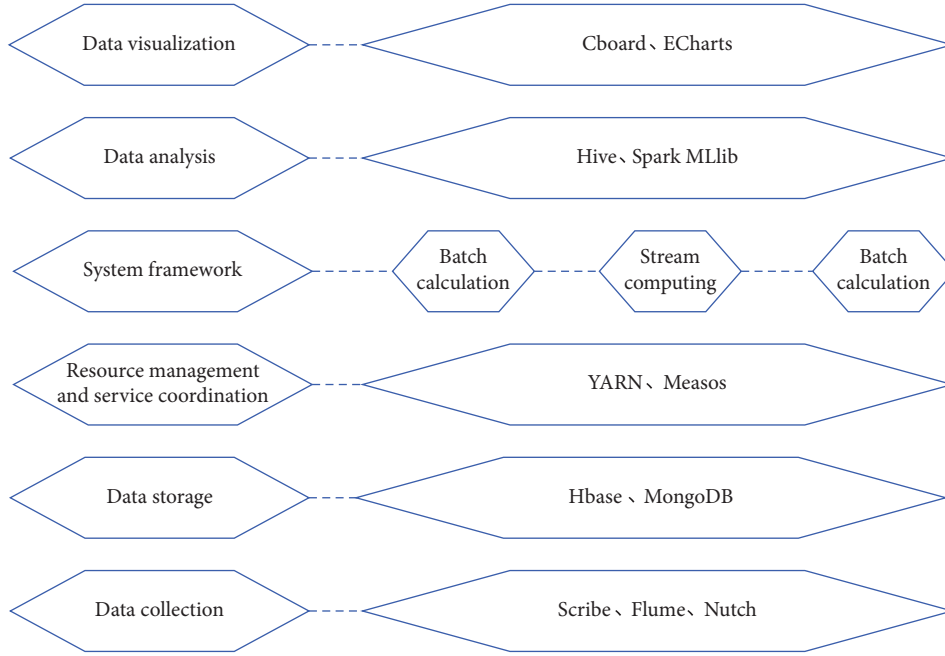 Data visualization
Cboard、ECharts
Data analysis
Hive、Spark MLlib
System framework
Batch
calculation
Stream
computing
Batch
calculation
Resource management
and service coordination
YARN、Measos
Data storage
Hbase 、MongoDB
Data collection
Scribe、Flume、Nutch